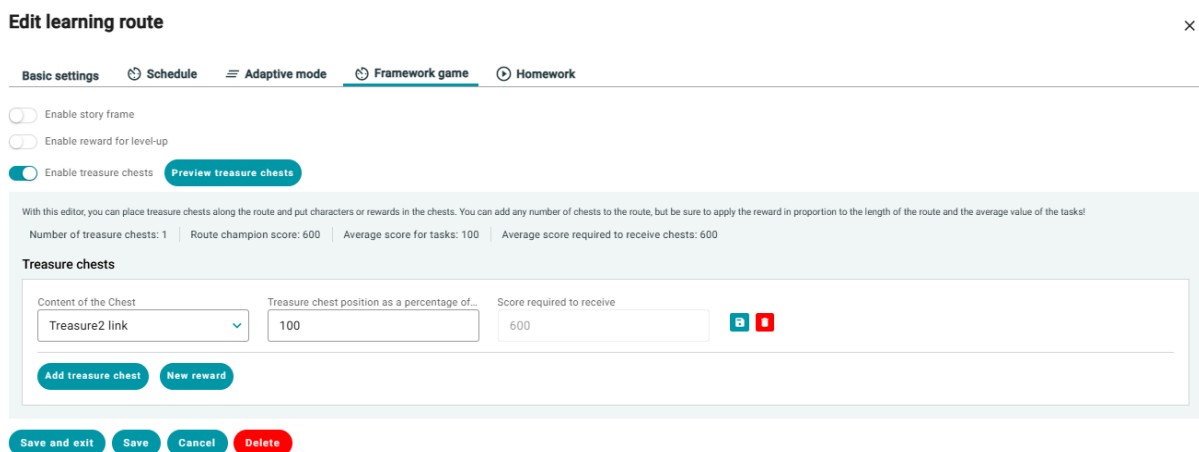 Edit learning route
Basic settings Schedule Adaptive mode Framework game Homework
Enable story frame
Enable reward for level-up
Enable treasure chests Preview treasure chests
With this editor, you can place treasure chests along the route and put characters or rewards in the chests. You can add any number of chests to the route, but be sure to apply the reward in proportion to the length of the route and the average value of the tasks!
Number of treasure chests: 1 Route champion score: 600 Average score for tasks: 100 Average score required to receive chests: 600
Treasure chests
Content of the Chest Treasure chest position as a percentage of... Score required to receive
Treasure2 link 100 600
Add treasure chest New reward
Save and exit Save Cancel Delete